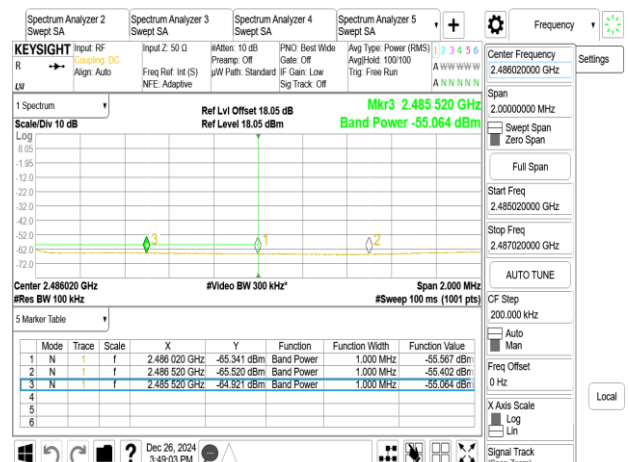 Spectrum Analyzer 2
Swept SA
Spectrum Analyzer 3
Swept SA
Spectrum Analyzer 4
Swept SA
Spectrum Analyzer 5
Swept SA
Frequency
KEYSIGHT
R
Input: RF
Coupling: DC
Align: Auto
Input Z: 50 Ω
Freq Ref: Int (S)
NFE: Adaptive
#Atten: 10 dB
Preamp: Off
µW Path: Standard
PNO: Best Wide
Gate: Off
IF Gain: Low
Sig Track: Off
Avg Type: Power (RMS)
Avg|Hold: 100/100
Trig: Free Run
1 2 3 4 5 6
A W W W W W
A N N N N N
1 Spectrum
Scale/Div 10 dB
Log
Ref Lvl Offset 18.05 dB
Ref Level 18.05 dBm
Mkr3 2.485 520 GHz
Band Power -55.064 dBm
8.05
-1.95
-12.0
-22.0
-32.0
-42.0
-52.0
-62.0
-72.0
3
1
2
Center 2.486020 GHz
#Res BW 100 kHz
#Video BW 300 kHz*
Span 2.000 MHz
#Sweep 100 ms (1001 pts)
5 Marker Table
Mode Trace Scale X Y Function Function Width Function Value
1 N 1 f 2.486 020 GHz -65.341 dBm Band Power 1.000 MHz -55.567 dBm
2 N 1 f 2.486 520 GHz -65.520 dBm Band Power 1.000 MHz -55.402 dBm
3 N 1 f 2.485 520 GHz -64.921 dBm Band Power 1.000 MHz -55.064 dBm
4
5
6
?
Dec 26, 2024
3:49:03 PM
Center Frequency
2.486020000 GHz
Settings
Span
2.00000000 MHz
Swept Span
Zero Span
Full Span
Start Freq
2.485020000 GHz
Stop Freq
2.487020000 GHz
AUTO TUNE
CF Step
200.000 kHz
Auto
Man
Freq Offset
0 Hz
X Axis Scale
Log
Lin
Local
Signal Track